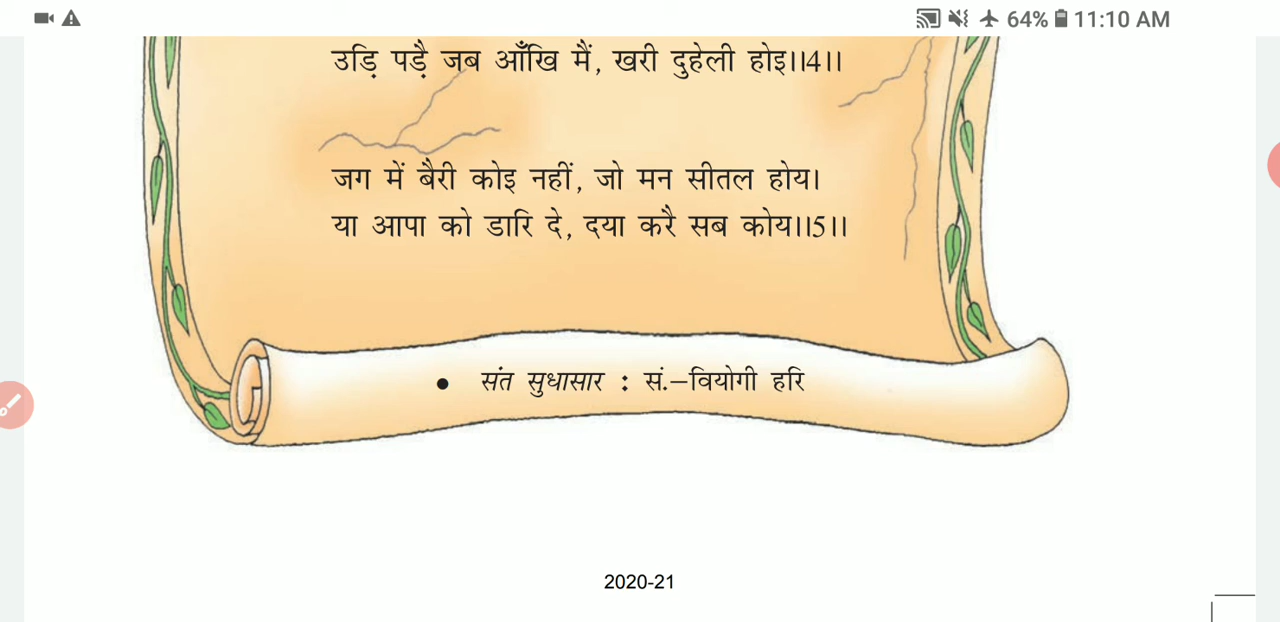 64% 11:10 AM
उड़ि पड़ै जब आँखि मैं, खरी दुहेली होइ।।4।।
जग में बैरी कोइ नहीं, जो मन सीतल होय।
या आपा को डारि दे, दया करै सब कोय।।5।।
● संत सुधासार : सं.–वियोगी हरि
2020-21